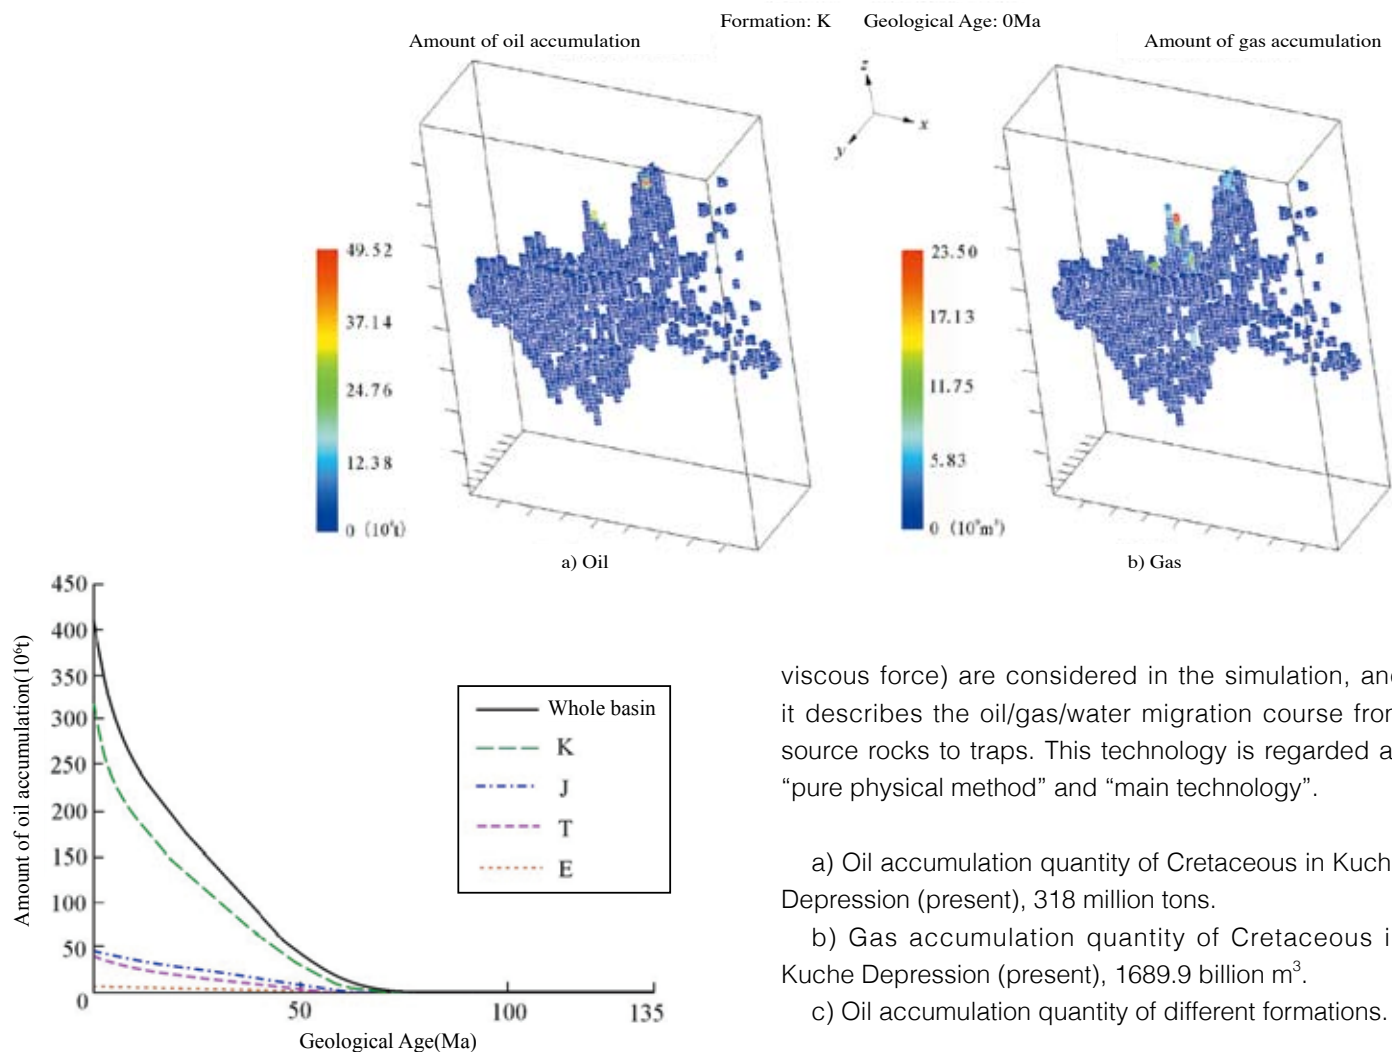 Formation: K Geological Age: 0Ma
Amount of oil accumulation
Amount of gas accumulation
z
x
y
49.52
37.14
24.76
12.38
0
a) Oil
23.50
17.13
11.75
5.83
0
b) Gas
Amount of oil accumulation(10⁶t)
450
400
350
300
250
200
150
100
50
0
50
100
135
Geological Age(Ma)
Whole basin
K
J
T
E
viscous force) are considered in the simulation, and
it describes the oil/gas/water migration course from
source rocks to traps. This technology is regarded a
“pure physical method” and “main technology”.
a) Oil accumulation quantity of Cretaceous in Kuch
Depression (present), 318 million tons.
b) Gas accumulation quantity of Cretaceous i
Kuche Depression (present), 1689.9 billion m³.
c) Oil accumulation quantity of different formations.